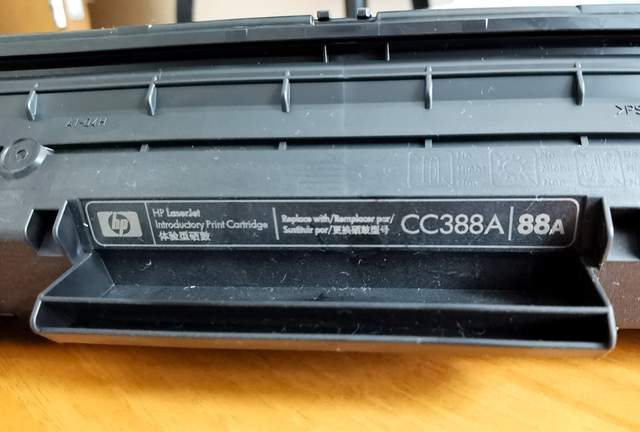 hp
HP LaserJet
Introductory Print Cartridge
体验型硒鼓
Replace with/Remplacer par/
Sustituir por/更换硒鼓型号
CC388A
88A